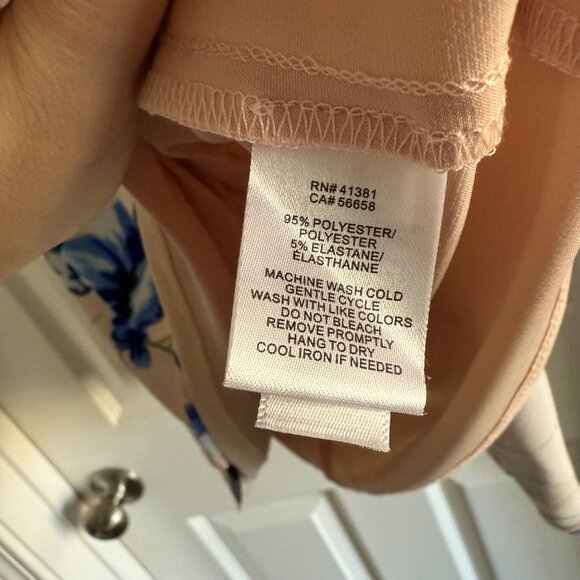 RN# 41381
CA# 56658
95% POLYESTER/
POLYESTER
5% ELASTANE/
ÉLASTHANNE
MACHINE WASH COLD
GENTLE CYCLE
WASH WITH LIKE COLORS
DO NOT BLEACH
REMOVE PROMPTLY
HANG TO DRY
COOL IRON IF NEEDED